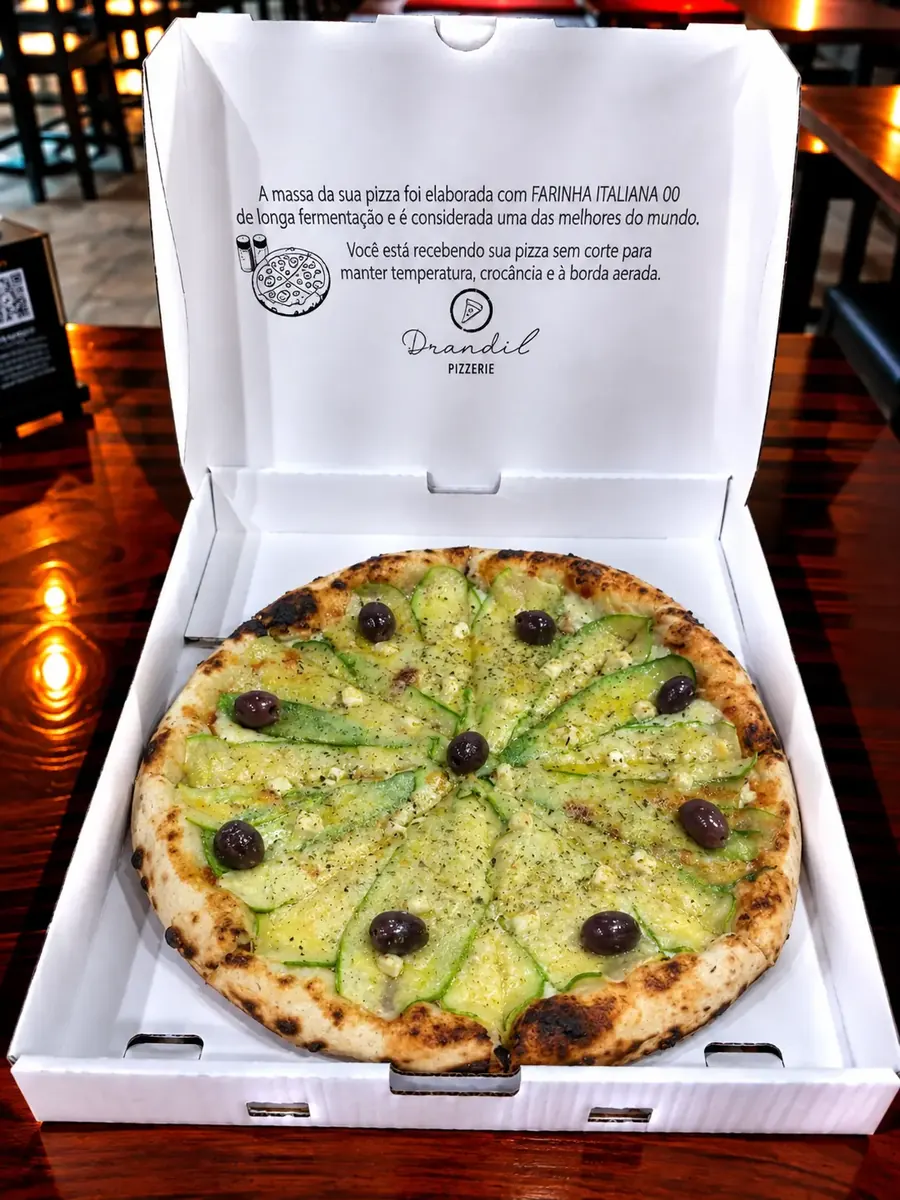 A massa da sua pizza foi elaborada com FARINHA ITALIANA 00
de longa fermentação e é considerada uma das melhores do mundo.
Você está recebendo sua pizza sem corte para
manter temperatura, crocância e à borda aerada.
Drandil
PIZZERIE